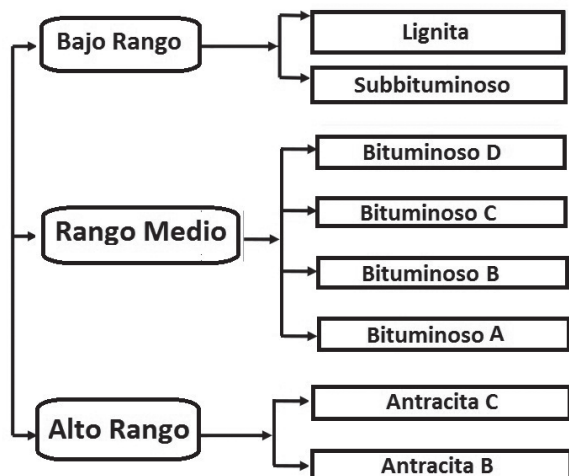 Bajo Rango
Lignita
Subbituminoso
Rango Medio
Bituminoso D
Bituminoso C
Bituminoso B
Bituminoso A
Alto Rango
Antracita C
Antracita B